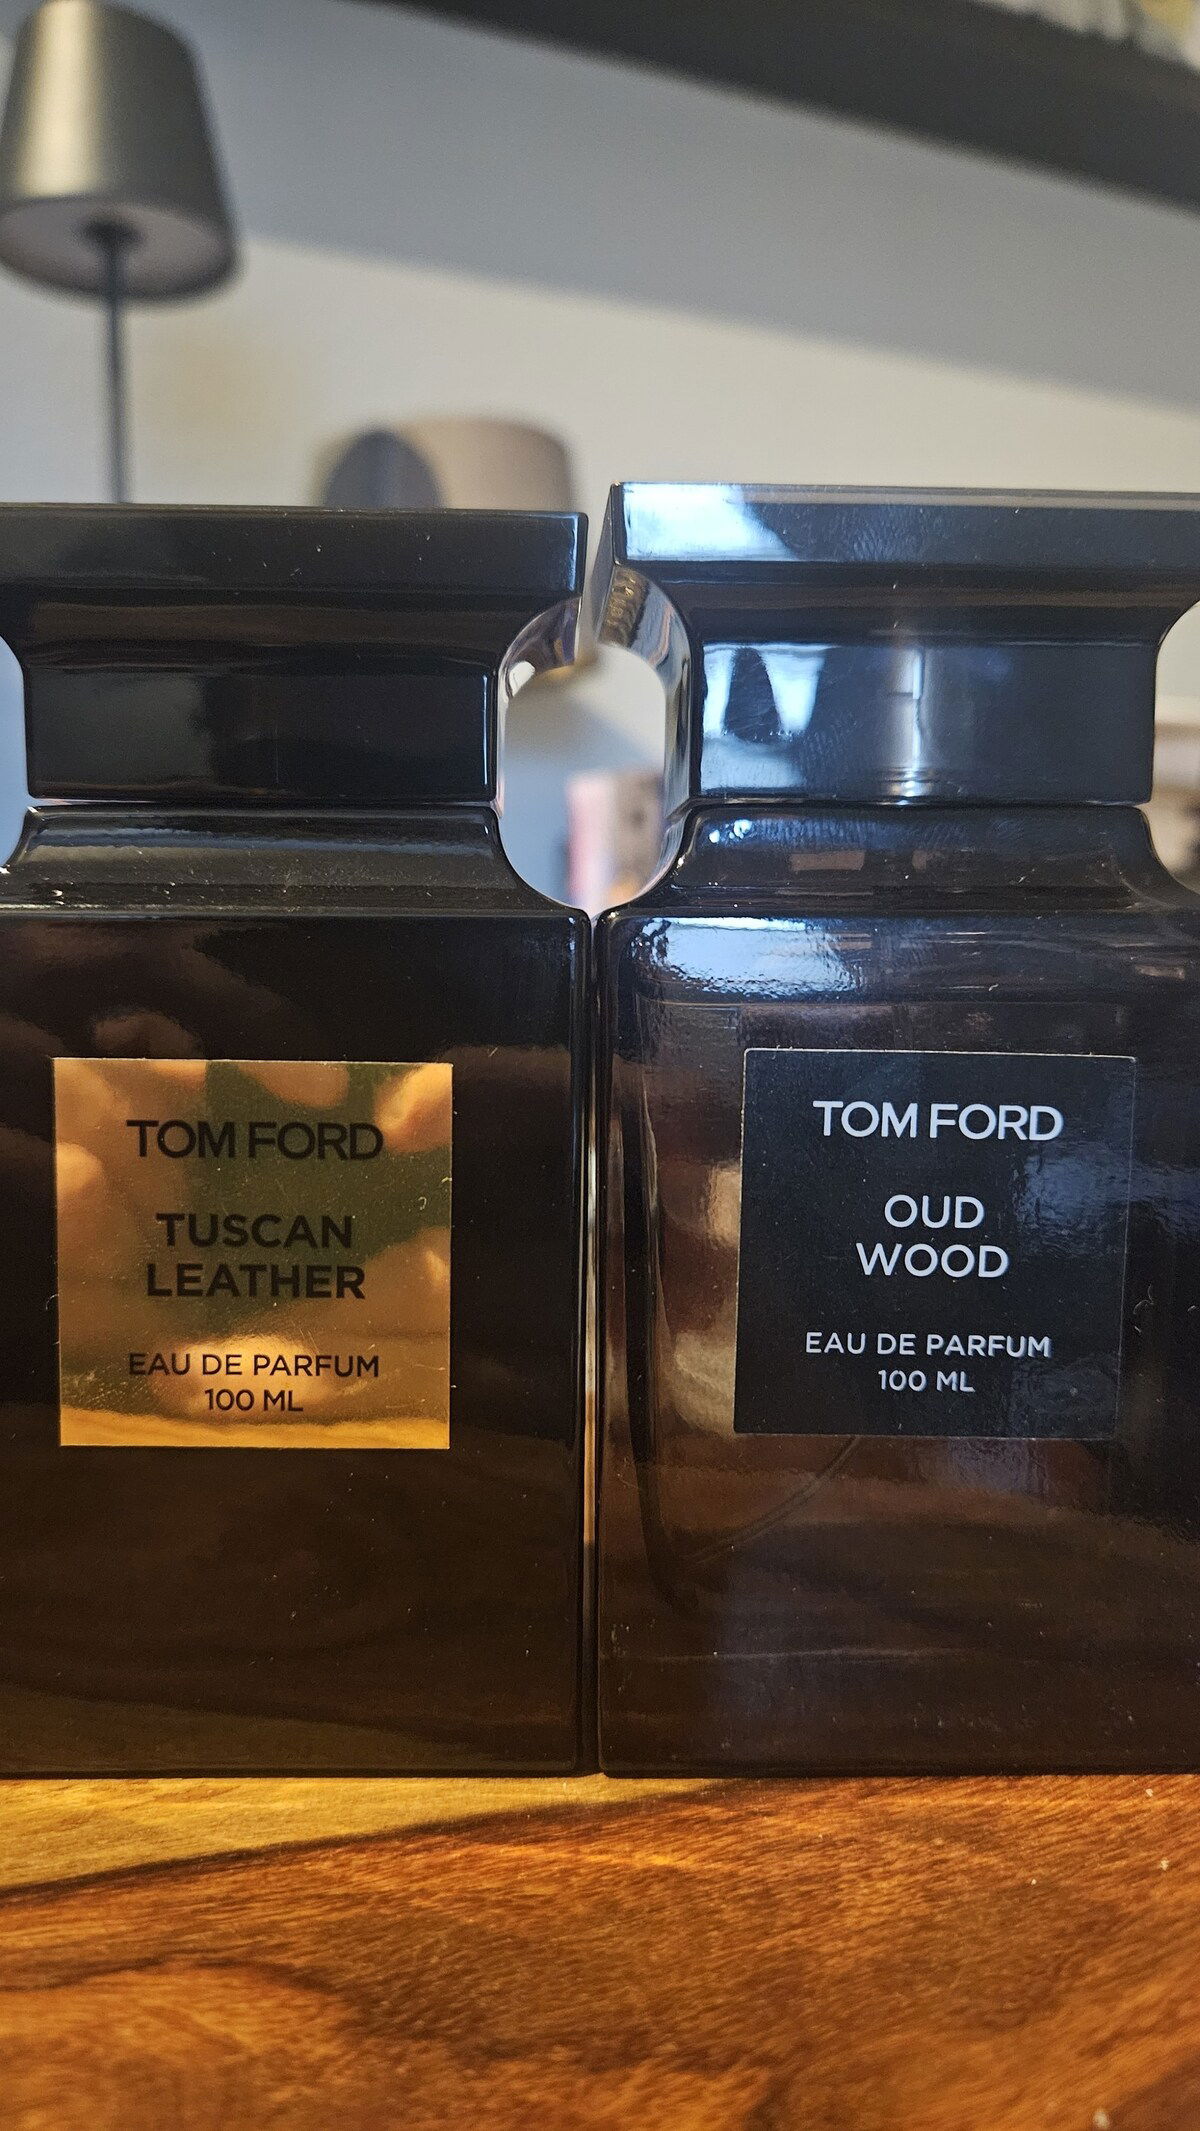 TOM FORD
TUSCAN
LEATHER
EAU DE PARFUM
100 ML
TOM FORD
OUD
WOOD
EAU DE PARFUM
100 ML